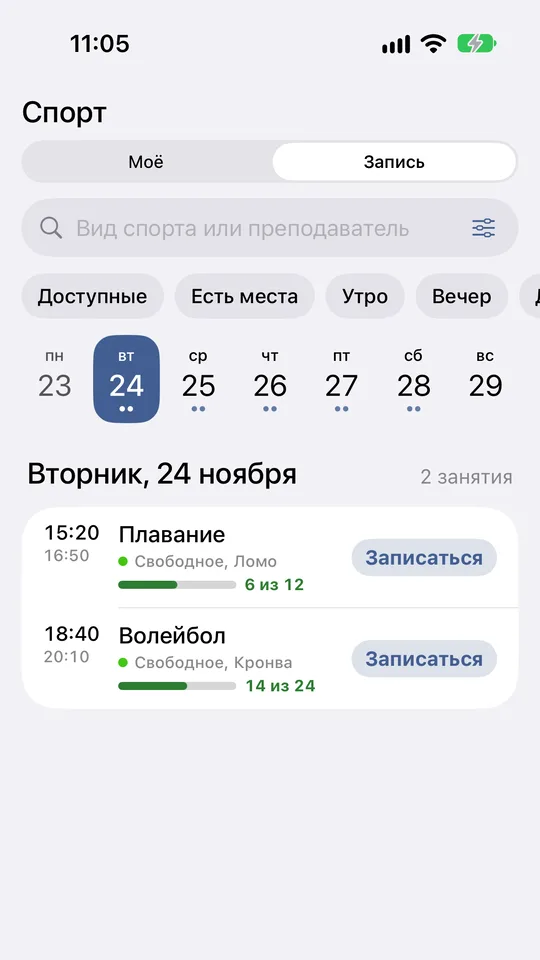 11:05
Спорт
Моё Запись
Вид спорта или преподаватель
Доступные Есть места Утро Вечер
пн вт ср чт пт сб вс
23 24 25 26 27 28 29
Вторник, 24 ноября 2 занятия
15:20 Плавание
16:50 Свободное, Ломо Записаться
6 из 12
18:40 Волейбол
20:10 Свободное, Кронва Записаться
14 из 24